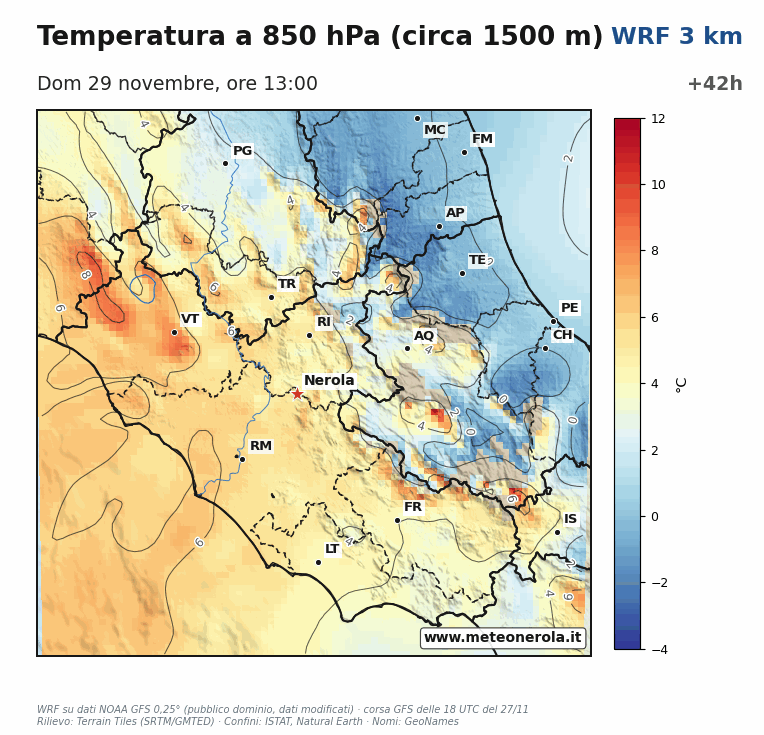 Temperatura a 850 hPa (circa 1500 m) WRF 3 km
Dom 29 novembre, ore 13:00 +42h
MC
FM
PG
AP
TE
TR
PE
VT
RI
AQ
CH
Nerola
RM
FR
IS
LT
www.meteonerola.it
12
10
8
6
4
2
0
−2
−4
°C
WRF su dati NOAA GFS 0,25° (pubblico dominio, dati modificati) · corsa GFS delle 18 UTC del 27/11
Rilievo: Terrain Tiles (SRTM/GMTED) · Confini: ISTAT, Natural Earth · Nomi: GeoNames